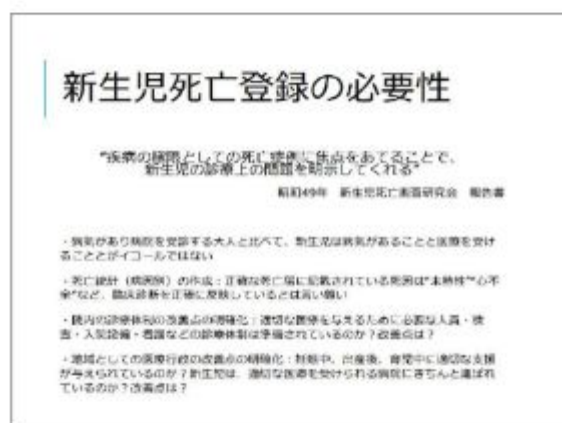 新生児死亡登録の必要性
"疾病の極限としての死亡症例に焦点をあてることで、
新生児の診療上の問題を明示してくれる"
昭和49年 新生児死亡調査研究会 報告書
・病気があり病院を受診する大人と比べて、新生児は病気があることと医療を受け
ることがイコールではない
・死亡統計（病因別）の作成：正確な死亡届に記載されている死因は"未熟性""心不
全"など、臨床診断を正確に反映しているとは言い難い
・院内の診療体制の改善点の明確化：適切な医療を与えるために必要な人員・検
査・入院設備・看護などの診療体制は準備されているのか？改善点は？
・地域としての医療行政の改善点の明確化：妊娠中、出産後、育児中に適切な支援
が与えられているのか？新生児は、適切な医療を受けられる病院にきちんと運ばれ
ているのか？改善点は？